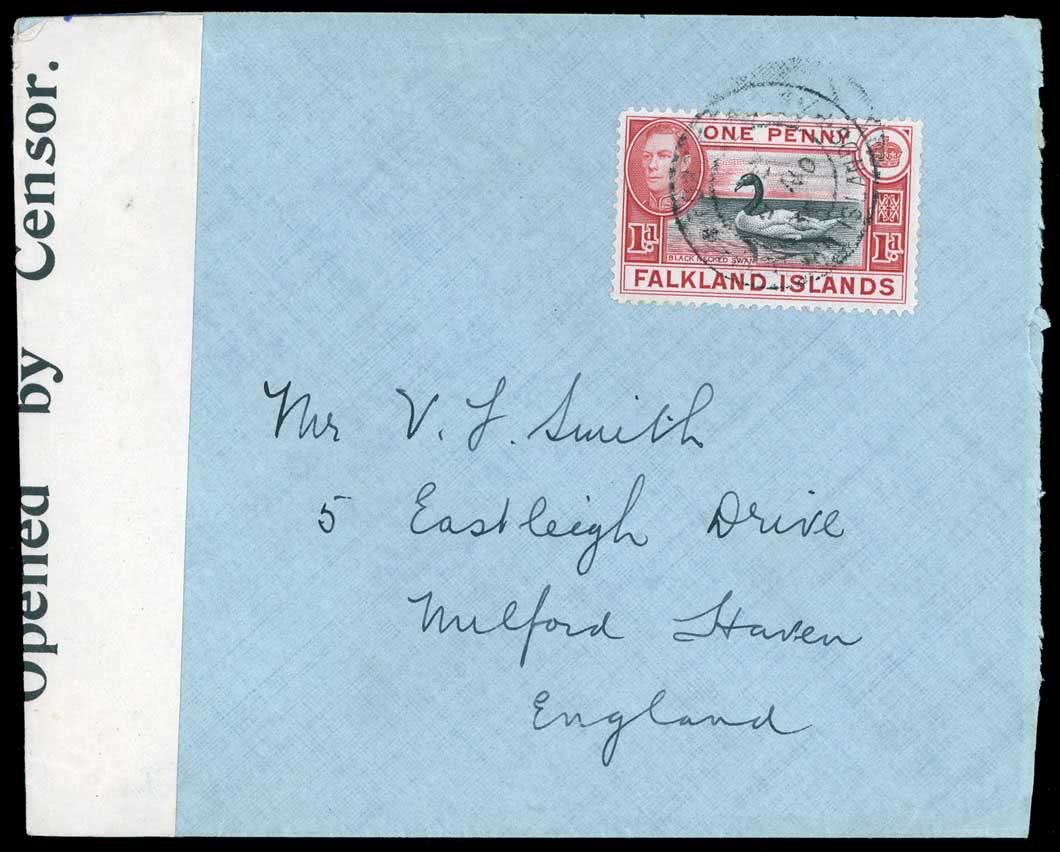 Opened by Censor.
ONE PENNY
1d 1d
BLACK NECKED SWAN
FALKLAND ISLANDS
Mr V. F. Smith
5 Eastleigh Drive
Milford Haven
England